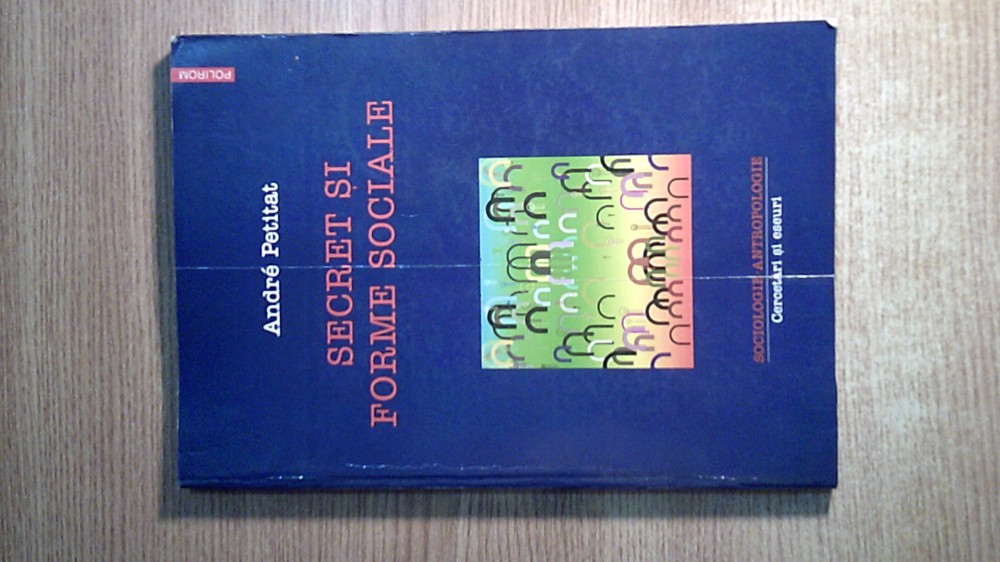 POLIROM
André Petitat
SECRET ȘI
FORME SOCIALE
SOCIOLOGIE ANTROPOLOGIE
Cercetări și eseuri